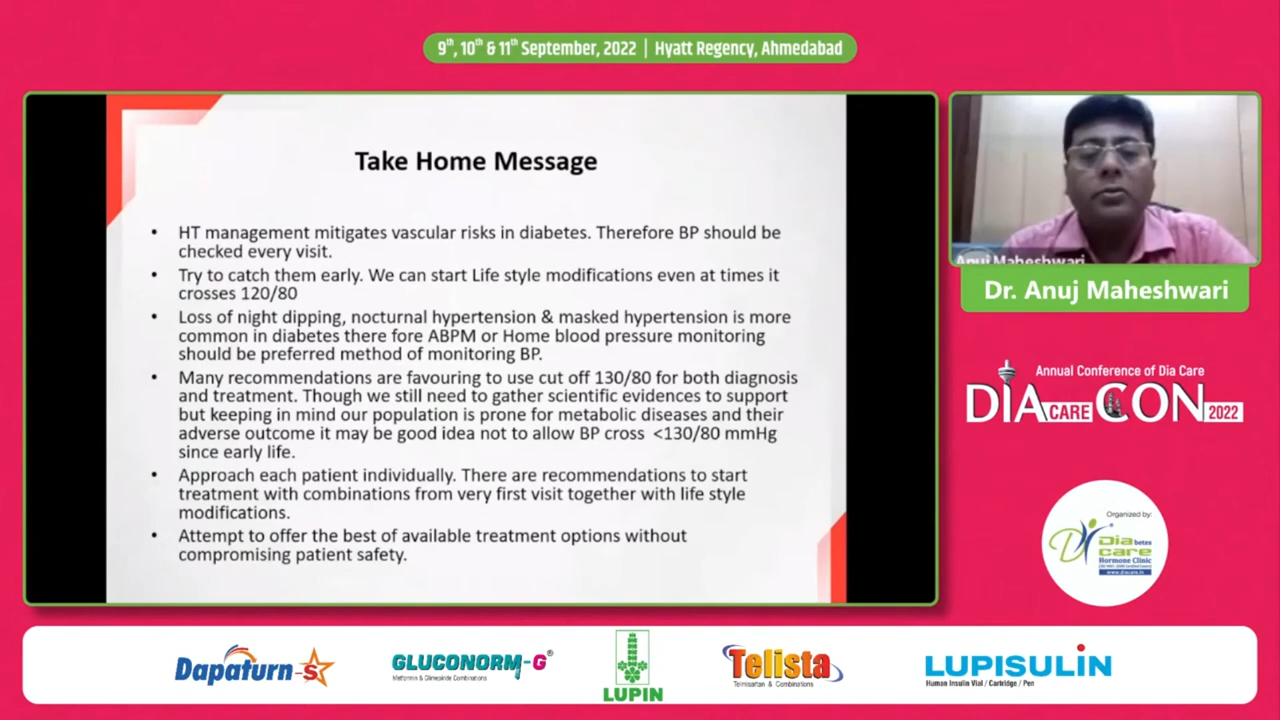 9th, 10th & 11th September, 2022 | Hyatt Regency, Ahmedabad
Take Home Message
• HT management mitigates vascular risks in diabetes. Therefore BP should be
checked every visit.
• Try to catch them early. We can start Life style modifications even at times it
crosses 120/80
• Loss of night dipping, nocturnal hypertension & masked hypertension is more
common in diabetes there fore ABPM or Home blood pressure monitoring
should be preferred method of monitoring BP.
• Many recommendations are favouring to use cut off 130/80 for both diagnosis
and treatment. Though we still need to gather scientific evidences to support
but keeping in mind our population is prone for metabolic diseases and their
adverse outcome it may be good idea not to allow BP cross <130/80 mmHg
since early life.
• Approach each patient individually. There are recommendations to start
treatment with combinations from very first visit together with life style
modifications.
• Attempt to offer the best of available treatment options without
compromising patient safety.
Anuj Maheshwari
Dr. Anuj Maheshwari
Annual Conference of Dia Care
DIA CARE CON 2022
Organized by:
Diabetes
care
Hormone Clinic
www.diacare.in
Dapaturn-S
GLUCONORM-G®
Metformin & Glimepiride Combinations
LUPIN
Telista
Telmisartan & Combinations
LUPISULIN
Human Insulin Vial / Cartridge / Pen